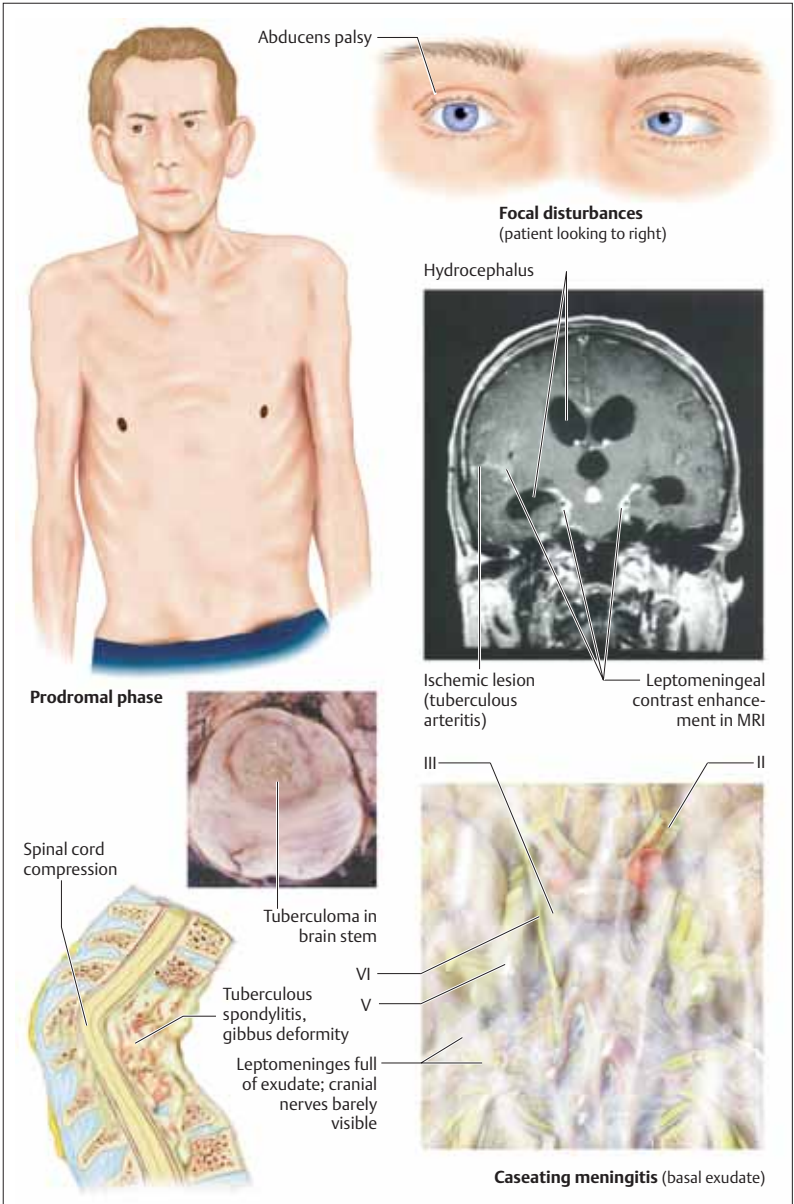 Abducens palsy
Focal disturbances
(patient looking to right)
Hydrocephalus
Ischemic lesion
(tuberculous
arteritis)
Leptomeningeal
contrast enhance-
ment in MRI
Prodromal phase
III
II
Spinal cord
compression
Tuberculoma in
brain stem
VI
V
Tuberculous
spondylitis,
gibbus deformity
Leptomeninges full
of exudate; cranial
nerves barely
visible
Caseating meningitis (basal exudate)